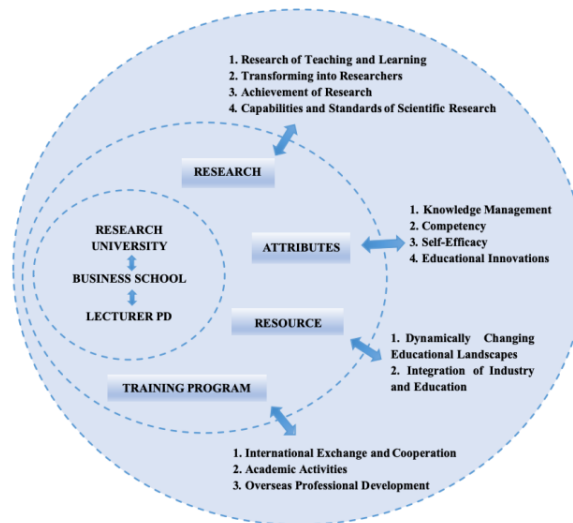 1. Research of Teaching and Learning
2. Transforming into Researchers
3. Achievement of Research
4. Capabilities and Standards of Scientific Research
RESEARCH
RESEARCH
UNIVERSITY
BUSINESS SCHOOL
LECTURER PD
ATTRIBUTES
1. Knowledge Management
2. Competency
3. Self-Efficacy
4. Educational Innovations
RESOURCE
1. Dynamically Changing
Educational Landscapes
2. Integration of Industry
and Education
TRAINING PROGRAM
1. International Exchange and Cooperation
2. Academic Activities
3. Overseas Professional Development